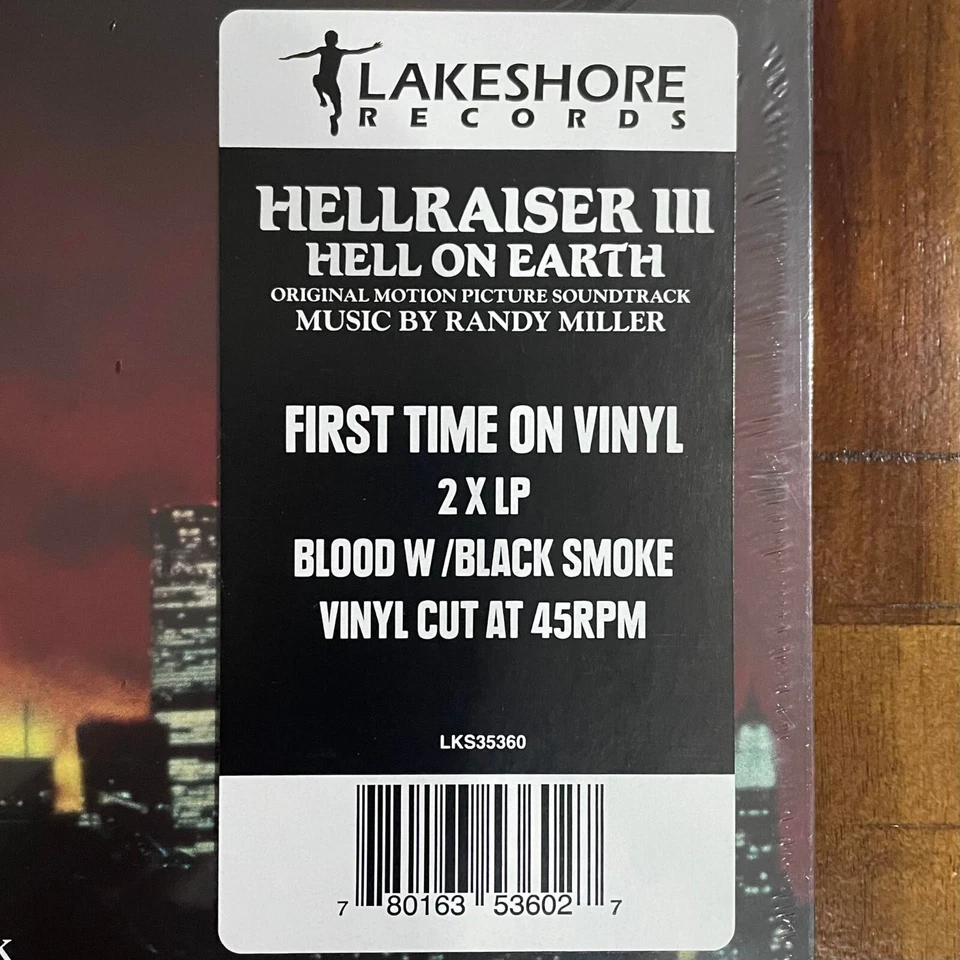 LAKESHORE
RECORDS
HELLRAISER III
HELL ON EARTH
ORIGINAL MOTION PICTURE SOUNDTRACK
MUSIC BY RANDY MILLER
FIRST TIME ON VINYL
2 X LP
BLOOD W/BLACK SMOKE
VINYL CUT AT 45RPM
LKS35360
7 80163 53602 7
K